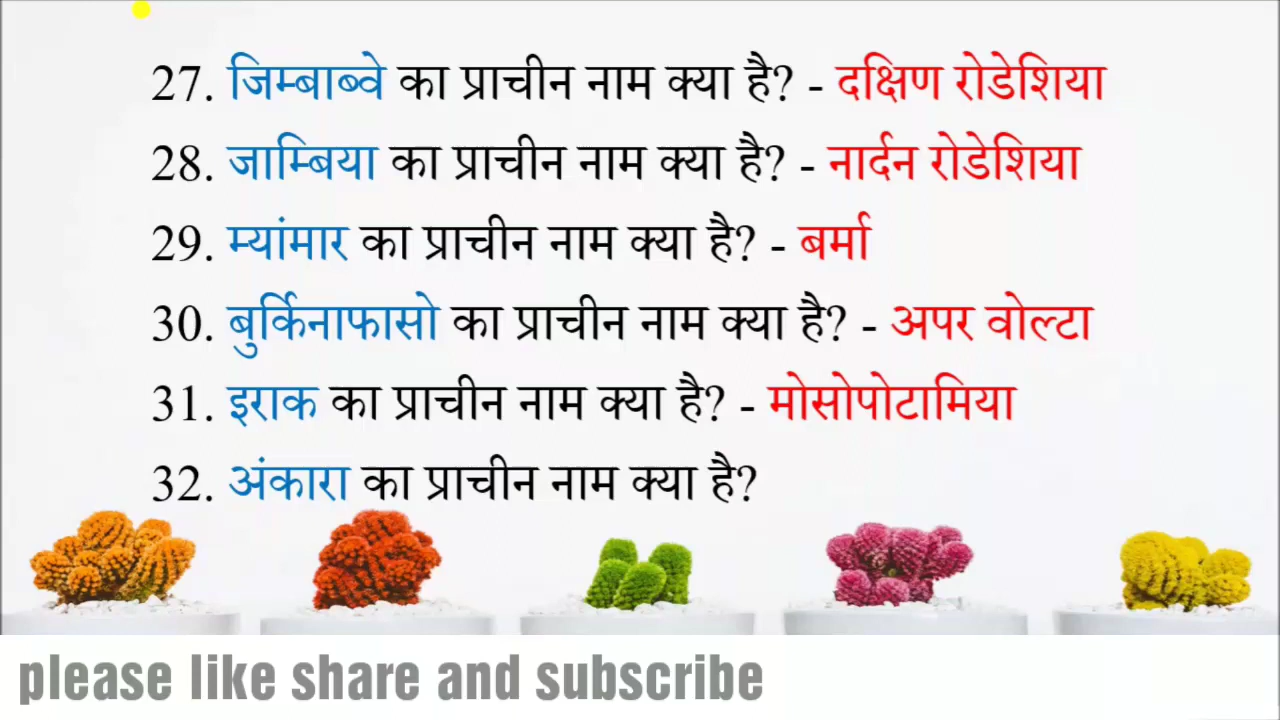 27. जिम्बाब्वे का प्राचीन नाम क्या है? - दक्षिण रोडेशिया
28. जाम्बिया का प्राचीन नाम क्या है? - नार्दन रोडेशिया
29. म्यांमार का प्राचीन नाम क्या है? - बर्मा
30. बुर्किनाफासो का प्राचीन नाम क्या है? - अपर वोल्टा
31. इराक का प्राचीन नाम क्या है? - मोसोपोटामिया
32. अंकारा का प्राचीन नाम क्या है?
please like share and subscribe